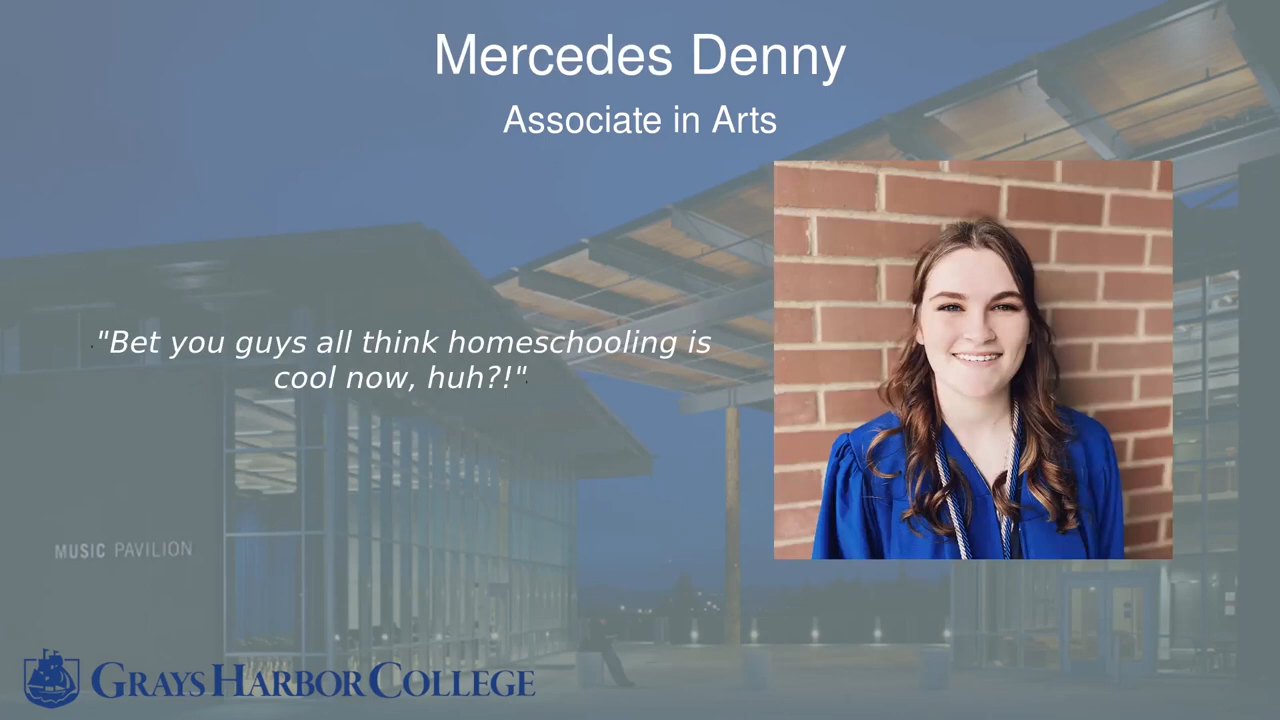 Mercedes Denny
Associate in Arts
"Bet you guys all think homeschooling is
cool now, huh?!"
MUSIC PAVILION
GRAYS HARBOR COLLEGE